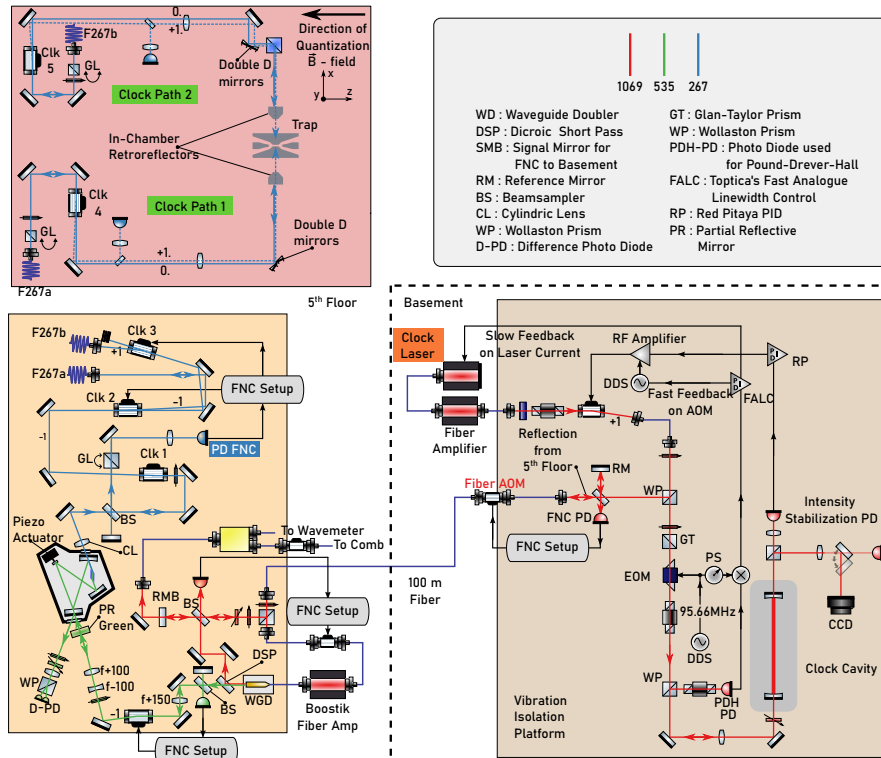 F267b
0.
+1.
Clk
5
GL
Clock Path 2
Double D
mirrors
Direction of
Quantization
B⃗ - field
x
y
z
In-Chamber
Retroreflectors
Trap
Clk
4
Clock Path 1
GL
F267a
+1.
0.
Double D
mirrors
1069
535
267
WD : Waveguide Doubler
DSP : Dicroic Short Pass
SMB : Signal Mirror for
FNC to Basement
RM : Reference Mirror
BS : Beamsampler
CL : Cylindric Lens
WP : Wollaston Prism
D-PD : Difference Photo Diode
GT : Glan-Taylor Prism
WP : Wollaston Prism
PDH-PD : Photo Diode used
for Pound-Drever-Hall
FALC : Toptica's Fast Analogue
Linewidth Control
RP : Red Pitaya PID
PR : Partial Reflective
Mirror
5th Floor
Basement
F267b
Clk 3
+1
F267a
Clk 2
-1
FNC Setup
-1
PD FNC
GL
Clk 1
BS
Piezo
Actuator
CL
To Wavemeter
To Comb
PR
Green
RMB
BS
FNC Setup
WP
D-PD
f+100
f-100
f+150
-1
DSP
BS
WGD
Boostik
Fiber Amp
FNC Setup
100 m
Fiber
Clock
Laser
Slow Feedback
on Laser Current
RF Amplifier
PID
RP
DDS
Fast Feedback
on AOM
PID
FALC
+1
Fiber
Amplifier
Reflection
from
5th Floor
RM
Fiber AOM
WP
FNC PD
FNC Setup
GT
Intensity
Stabilization PD
EOM
PS
95.66MHz
DDS
CCD
WP
PDH
PD
Clock Cavity
Vibration
Isolation
Platform